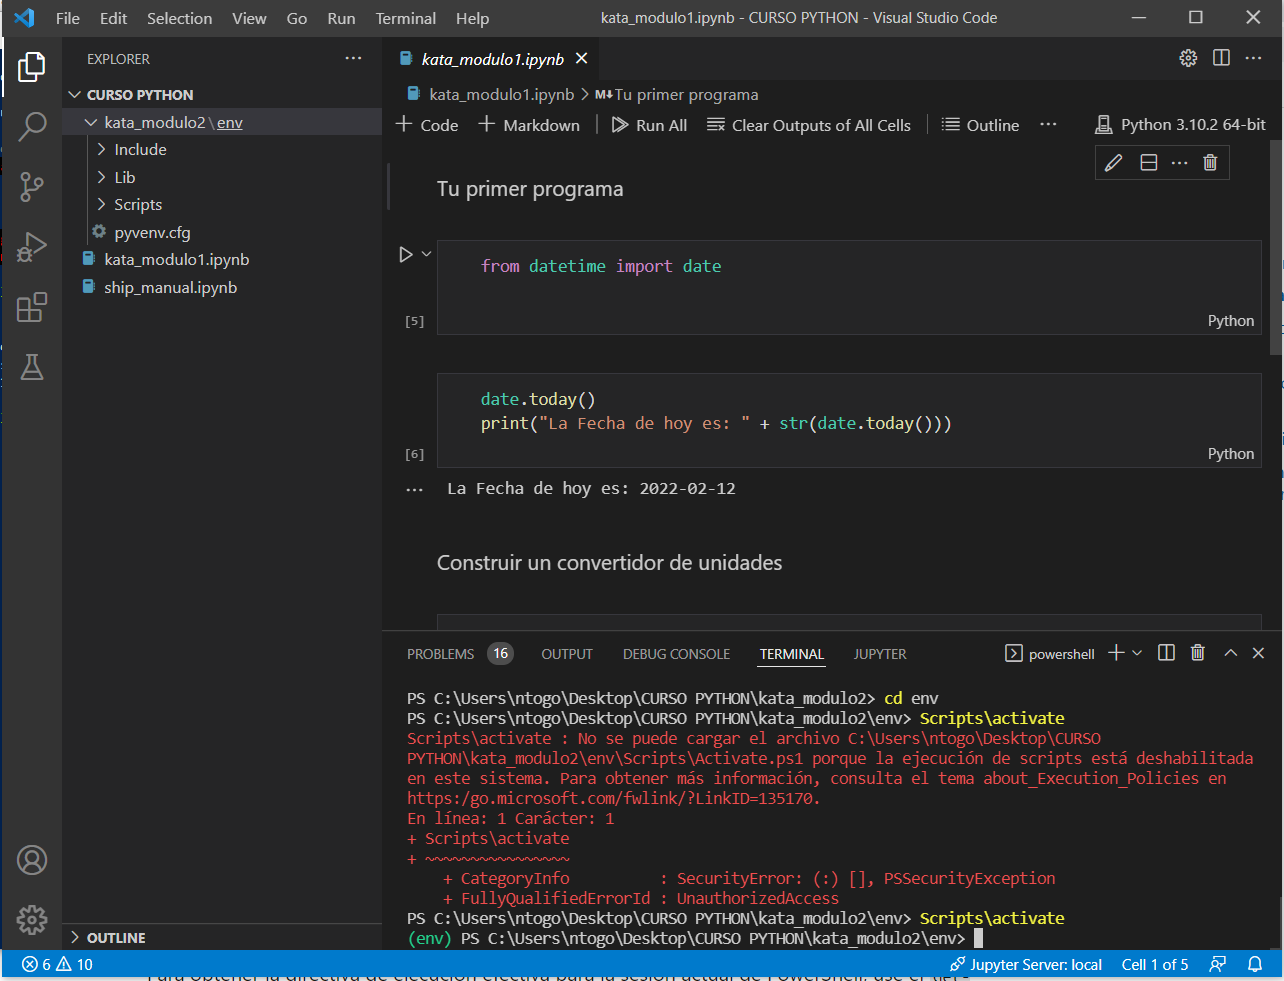 File Edit Selection View Go Run Terminal Help kata_modulo1.ipynb - CURSO PYTHON - Visual Studio Code
EXPLORER
CURSO PYTHON
kata_modulo2\env
Include
Lib
Scripts
pyvenv.cfg
kata_modulo1.ipynb
ship_manual.ipynb
OUTLINE
kata_modulo1.ipynb
kata_modulo1.ipynb > M↓Tu primer programa
+ Code + Markdown Run All Clear Outputs of All Cells Outline ... Python 3.10.2 64-bit
Tu primer programa
from datetime import date
[5] Python
date.today()
print("La Fecha de hoy es: " + str(date.today()))
[6] Python
... La Fecha de hoy es: 2022-02-12
Construir un convertidor de unidades
PROBLEMS 16 OUTPUT DEBUG CONSOLE TERMINAL JUPYTER powershell
PS C:\Users\ntogo\Desktop\CURSO PYTHON\kata_modulo2> cd env
PS C:\Users\ntogo\Desktop\CURSO PYTHON\kata_modulo2\env> Scripts\activate
Scripts\activate : No se puede cargar el archivo C:\Users\ntogo\Desktop\CURSO
PYTHON\kata_modulo2\env\Scripts\Activate.ps1 porque la ejecución de scripts está deshabilitada
en este sistema. Para obtener más información, consulta el tema about_Execution_Policies en
https:/go.microsoft.com/fwlink/?LinkID=135170.
En línea: 1 Carácter: 1
+ Scripts\activate
+ ~~~~~~~~~~~~~~~~
+ CategoryInfo : SecurityError: (:) [], PSSecurityException
+ FullyQualifiedErrorId : UnauthorizedAccess
PS C:\Users\ntogo\Desktop\CURSO PYTHON\kata_modulo2\env> Scripts\activate
(env) PS C:\Users\ntogo\Desktop\CURSO PYTHON\kata_modulo2\env>
6 10 Jupyter Server: local Cell 1 of 5